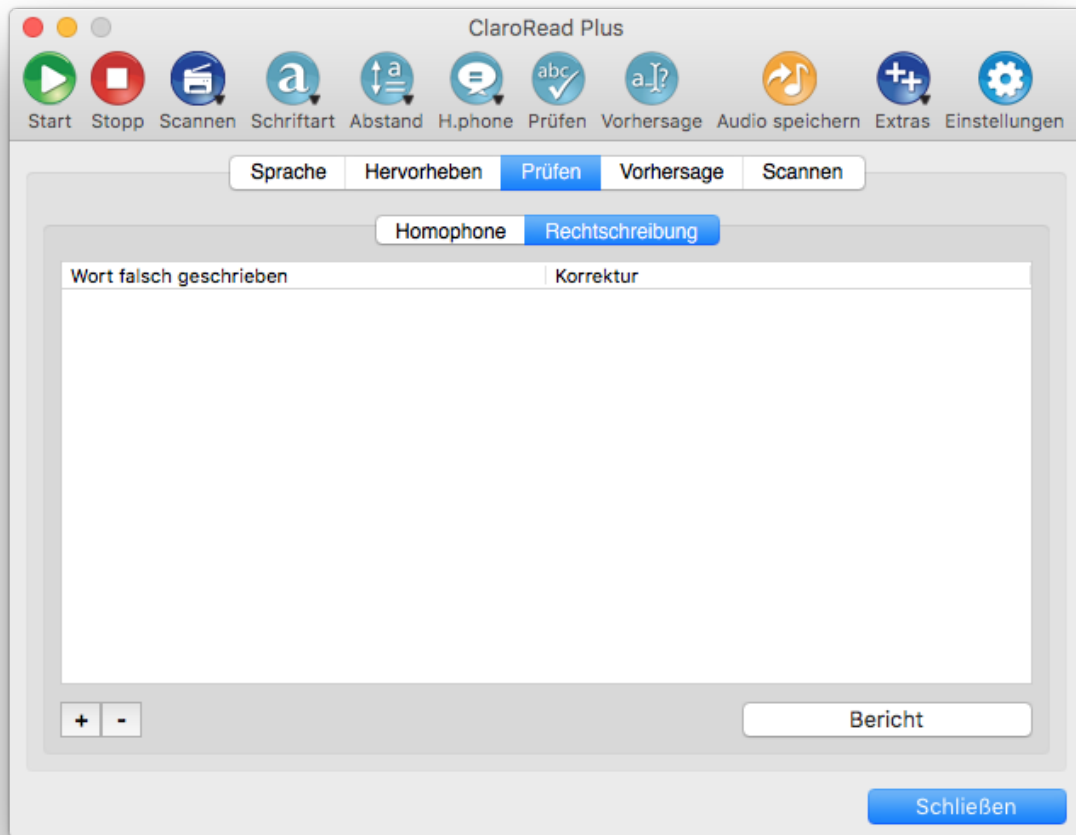 ClaroRead Plus
a a abc a ?
Start Stopp Scannen Schriftart Abstand H.phone Prüfen Vorhersage Audio speichern Extras Einstellungen
Sprache Hervorheben Prüfen Vorhersage Scannen
Homophone Rechtschreibung
Wort falsch geschrieben Korrektur
+ - Bericht
Schließen